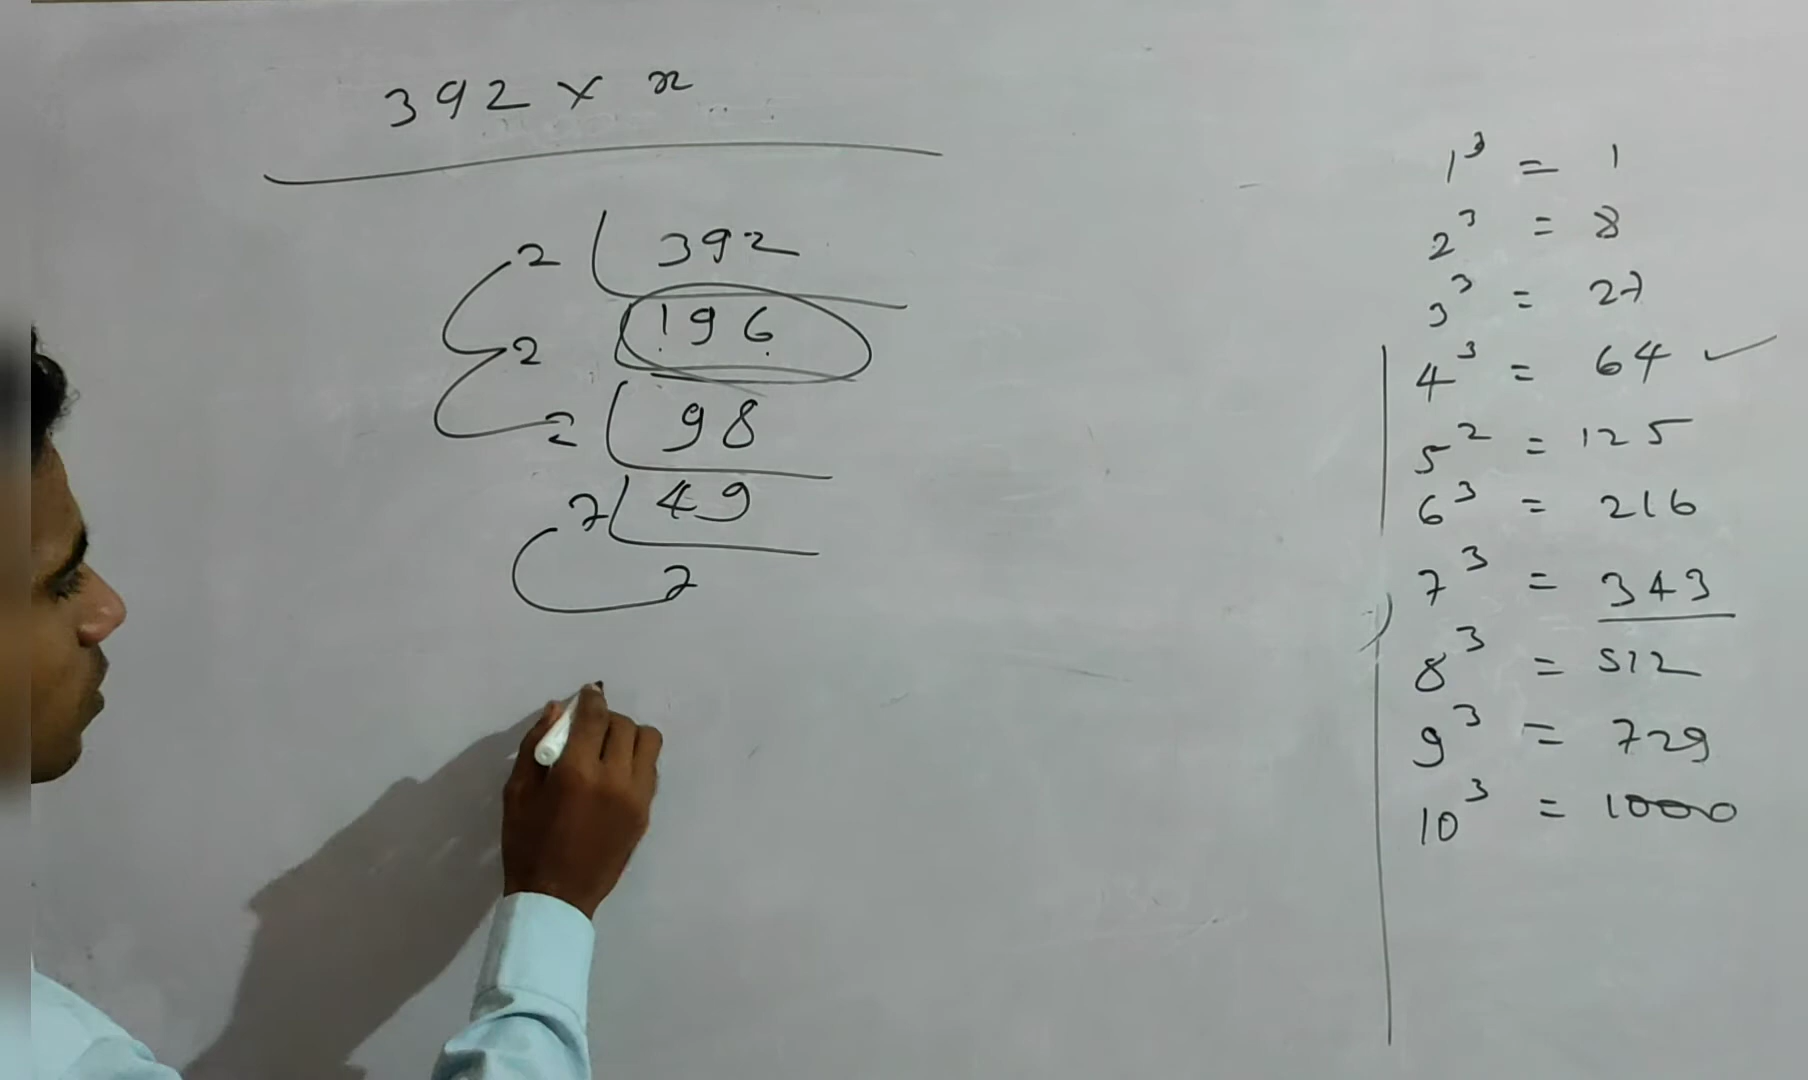 392 × x
2 392
2 196
2 98
7 49
7
1³ = 1
2³ = 8
3³ = 27
4³ = 64 ✓
5² = 125
6³ = 216
7³ = 343
8³ = 512
9³ = 729
10³ = 1000